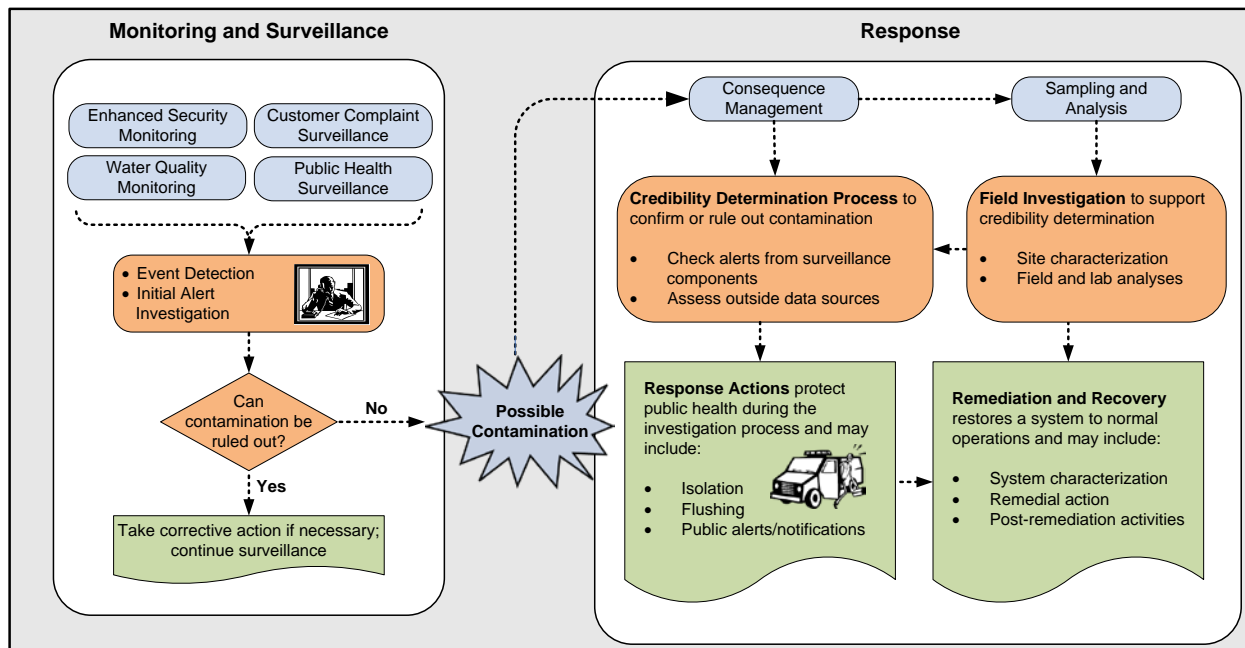 Monitoring and Surveillance
Enhanced Security
Monitoring
Customer Complaint
Surveillance
Water Quality
Monitoring
Public Health
Surveillance
• Event Detection
• Initial Alert
Investigation
Can
contamination be
ruled out?
No
Yes
Take corrective action if necessary;
continue surveillance
Possible
Contamination
Response
Consequence
Management
Sampling and
Analysis
Credibility Determination Process to
confirm or rule out contamination
• Check alerts from surveillance
components
• Assess outside data sources
Field Investigation to support
credibility determination
• Site characterization
• Field and lab analyses
Response Actions protect
public health during the
investigation process and may
include:
• Isolation
• Flushing
• Public alerts/notifications
Remediation and Recovery
restores a system to normal
operations and may include:
• System characterization
• Remedial action
• Post-remediation activities